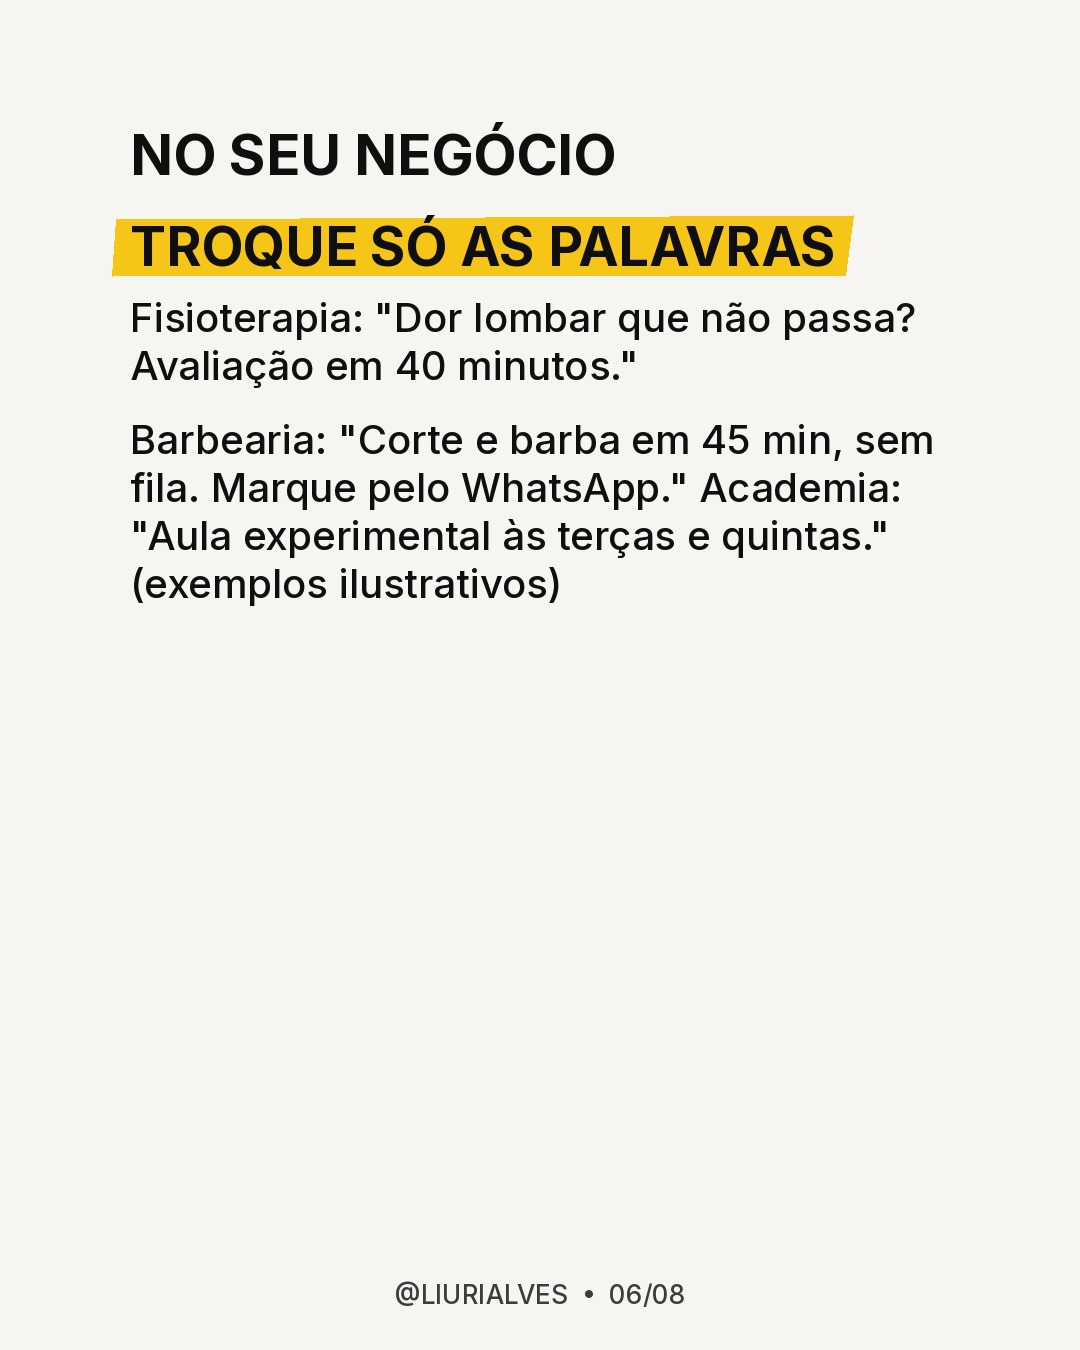 NO SEU NEGÓCIO
TROQUE SÓ AS PALAVRAS
Fisioterapia: "Dor lombar que não passa?
Avaliação em 40 minutos."
Barbearia: "Corte e barba em 45 min, sem
fila. Marque pelo WhatsApp." Academia:
"Aula experimental às terças e quintas."
(exemplos ilustrativos)
@LIURIALVES • 06/08